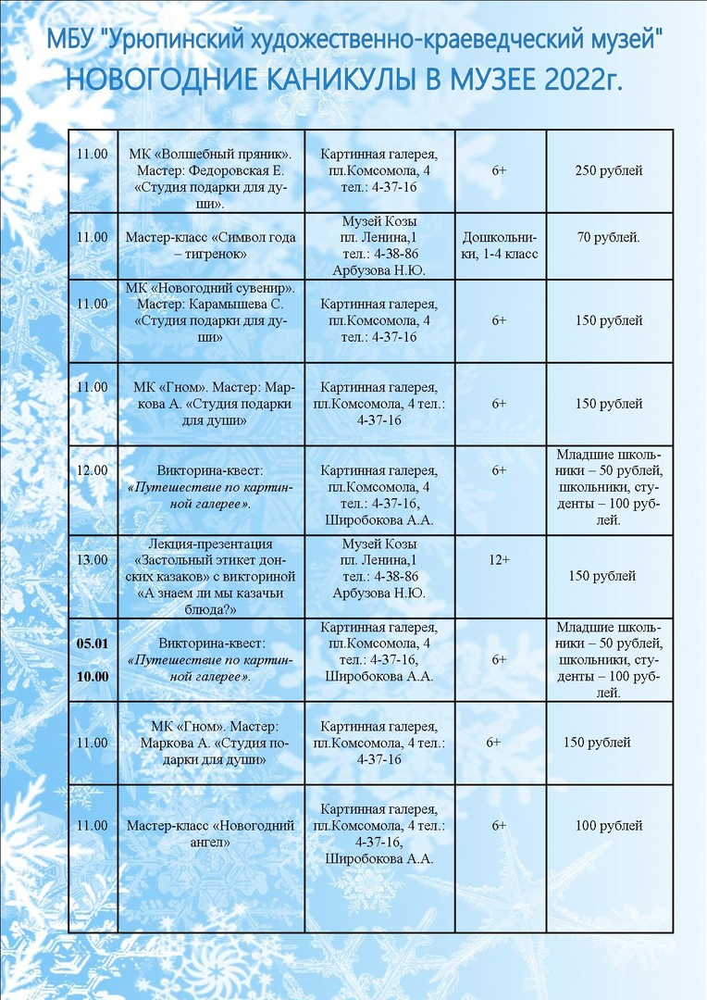 МБУ "Урюпинский художественно-краеведческий музей"
НОВОГОДНИЕ КАНИКУЛЫ В МУЗЕЕ 2022г.
11.00
МК «Волшебный пряник».
Мастер: Федоровская Е.
«Студия подарки для ду-
ши».
Картинная галерея,
пл.Комсомола, 4
тел.: 4-37-16
6+
250 рублей
11.00
Мастер-класс «Символ года
– тигренок»
Музей Козы
пл. Ленина,1
тел.: 4-38-86
Арбузова Н.Ю.
Дошкольни-
ки, 1-4 класс
70 рублей.
11.00
МК «Новогодний сувенир».
Мастер: Карамышева С.
«Студия подарки для ду-
ши»
Картинная галерея,
пл.Комсомола, 4
тел.: 4-37-16
6+
150 рублей
11.00
МК «Гном». Мастер: Мар-
кова А. «Студия подарки
для души»
Картинная галерея,
пл.Комсомола, 4 тел.:
4-37-16
6+
150 рублей
12.00
Викторина-квест:
«Путешествие по картин-
ной галерее».
Картинная галерея,
пл.Комсомола, 4
тел.: 4-37-16,
Широбокова А.А.
6+
Младшие школь-
ники – 50 рублей,
школьники, сту-
денты – 100 руб-
лей.
13.00
Лекция-презентация
«Застольный этикет дон-
ских казаков» с викториной
«А знаем ли мы казачьи
блюда?»
Музей Козы
пл. Ленина,1
тел.: 4-38-86
Арбузова Н.Ю.
12+
150 рублей
05.01
10.00
Викторина-квест:
«Путешествие по картин-
ной галерее».
Картинная галерея,
пл.Комсомола, 4
тел.: 4-37-16,
Широбокова А.А.
6+
Младшие школь-
ники – 50 рублей,
школьники, сту-
денты – 100 руб-
лей.
11.00
МК «Гном». Мастер:
Маркова А. «Студия по-
дарки для души»
Картинная галерея,
пл.Комсомола, 4 тел.:
4-37-16
6+
150 рублей
11.00
Мастер-класс «Новогодний
ангел»
Картинная галерея,
пл.Комсомола, 4 тел.:
4-37-16,
Широбокова А.А.
6+
100 рублей